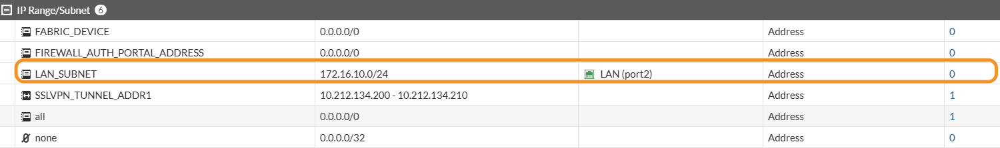 IP Range/Subnet 6
FABRIC_DEVICE 0.0.0.0/0 Address 0
FIREWALL_AUTH_PORTAL_ADDRESS 0.0.0.0/0 Address 0
LAN_SUBNET 172.16.10.0/24 LAN (port2) Address 0
SSLVPN_TUNNEL_ADDR1 10.212.134.200 - 10.212.134.210 Address 1
all 0.0.0.0/0 Address 1
none 0.0.0.0/32 Address 0